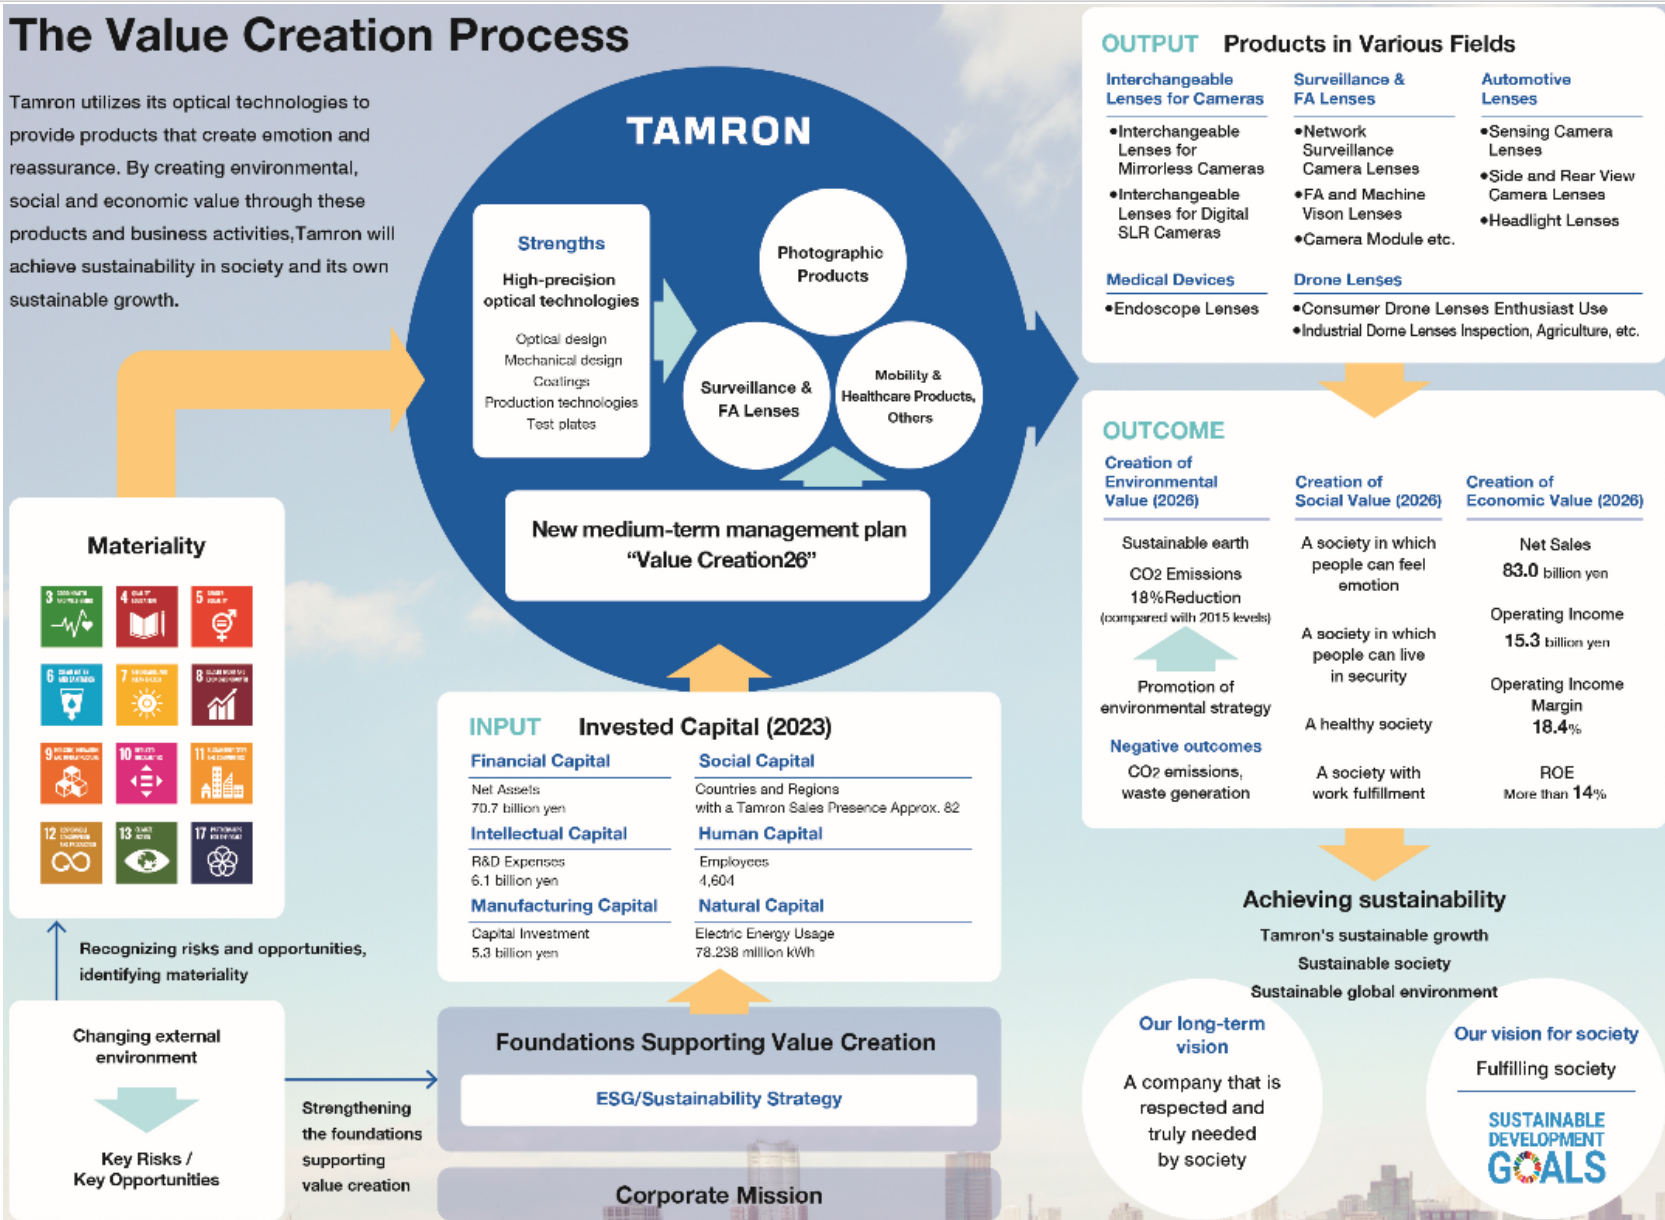 The Value Creation Process
Tamron utilizes its optical technologies to
provide products that create emotion and
reassurance. By creating environmental,
social and economic value through these
products and business activities,Tamron will
achieve sustainability in society and its own
sustainable growth.
TAMRON
Strengths
High-precision
optical technologies
Optical design
Mechanical design
Coatings
Production technologies
Test plates
Photographic
Products
Surveillance &
FA Lenses
Mobility &
Healthcare Products,
Others
New medium-term management plan
“Value Creation26”
Materiality
3
4
5
6
7
8
9
10
11
12
13
17
Recognizing risks and opportunities,
identifying materiality
Changing external
environment
Key Risks /
Key Opportunities
Strengthening
the foundations
supporting
value creation
INPUT Invested Capital (2023)
Financial Capital
Net Assets
70.7 billion yen
Social Capital
Countries and Regions
with a Tamron Sales Presence Approx. 82
Intellectual Capital
R&D Expenses
6.1 billion yen
Human Capital
Employees
4,604
Manufacturing Capital
Capital Investment
5.3 billion yen
Natural Capital
Electric Energy Usage
78.238 million kWh
Foundations Supporting Value Creation
ESG/Sustainability Strategy
Corporate Mission
OUTPUT Products in Various Fields
Interchangeable
Lenses for Cameras
•Interchangeable
Lenses for
Mirrorless Cameras
•Interchangeable
Lenses for Digital
SLR Cameras
Surveillance &
FA Lenses
•Network
Surveillance
Camera Lenses
•FA and Machine
Vison Lenses
•Camera Module etc.
Automotive
Lenses
•Sensing Camera
Lenses
•Side and Rear View
Camera Lenses
•Headlight Lenses
Medical Devices
•Endoscope Lenses
Drone Lenses
•Consumer Drone Lenses Enthusiast Use
•Industrial Dome Lenses Inspection, Agriculture, etc.
OUTCOME
Creation of
Environmental
Value (2026)
Sustainable earth
CO2 Emissions
18%Reduction
(compared with 2015 levels)
Promotion of
environmental strategy
Negative outcomes
CO2 emissions,
waste generation
Creation of
Social Value (2026)
A society in which
people can feel
emotion
A society in which
people can live
in security
A healthy society
A society with
work fulfillment
Creation of
Economic Value (2026)
Net Sales
83.0 billion yen
Operating Income
15.3 billion yen
Operating Income
Margin
18.4%
ROE
More than 14%
Achieving sustainability
Tamron's sustainable growth
Sustainable society
Sustainable global environment
Our long-term
vision
A company that is
respected and
truly needed
by society
Our vision for society
Fulfilling society
SUSTAINABLE
DEVELOPMENT
GOALS